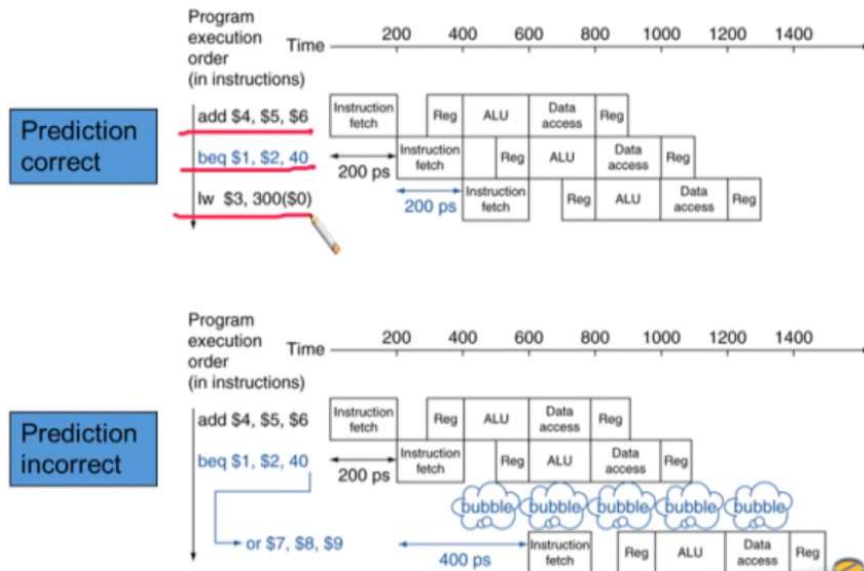 Program
execution
order
(in instructions)
Time
200 400 600 800 1000 1200 1400
Prediction
correct
add $4, $5, $6
Instruction
fetch
Reg
ALU
Data
access
Reg
beq $1, $2, 40
200 ps
Instruction
fetch
Reg
ALU
Data
access
Reg
lw $3, 300($0)
200 ps
Instruction
fetch
Reg
ALU
Data
access
Reg
Program
execution
order
(in instructions)
Time
200 400 600 800 1000 1200 1400
Prediction
incorrect
add $4, $5, $6
Instruction
fetch
Reg
ALU
Data
access
Reg
beq $1, $2, 40
200 ps
Instruction
fetch
Reg
ALU
Data
access
Reg
bubble bubble bubble bubble bubble
or $7, $8, $9
400 ps
Instruction
fetch
Reg
ALU
Data
access
Reg